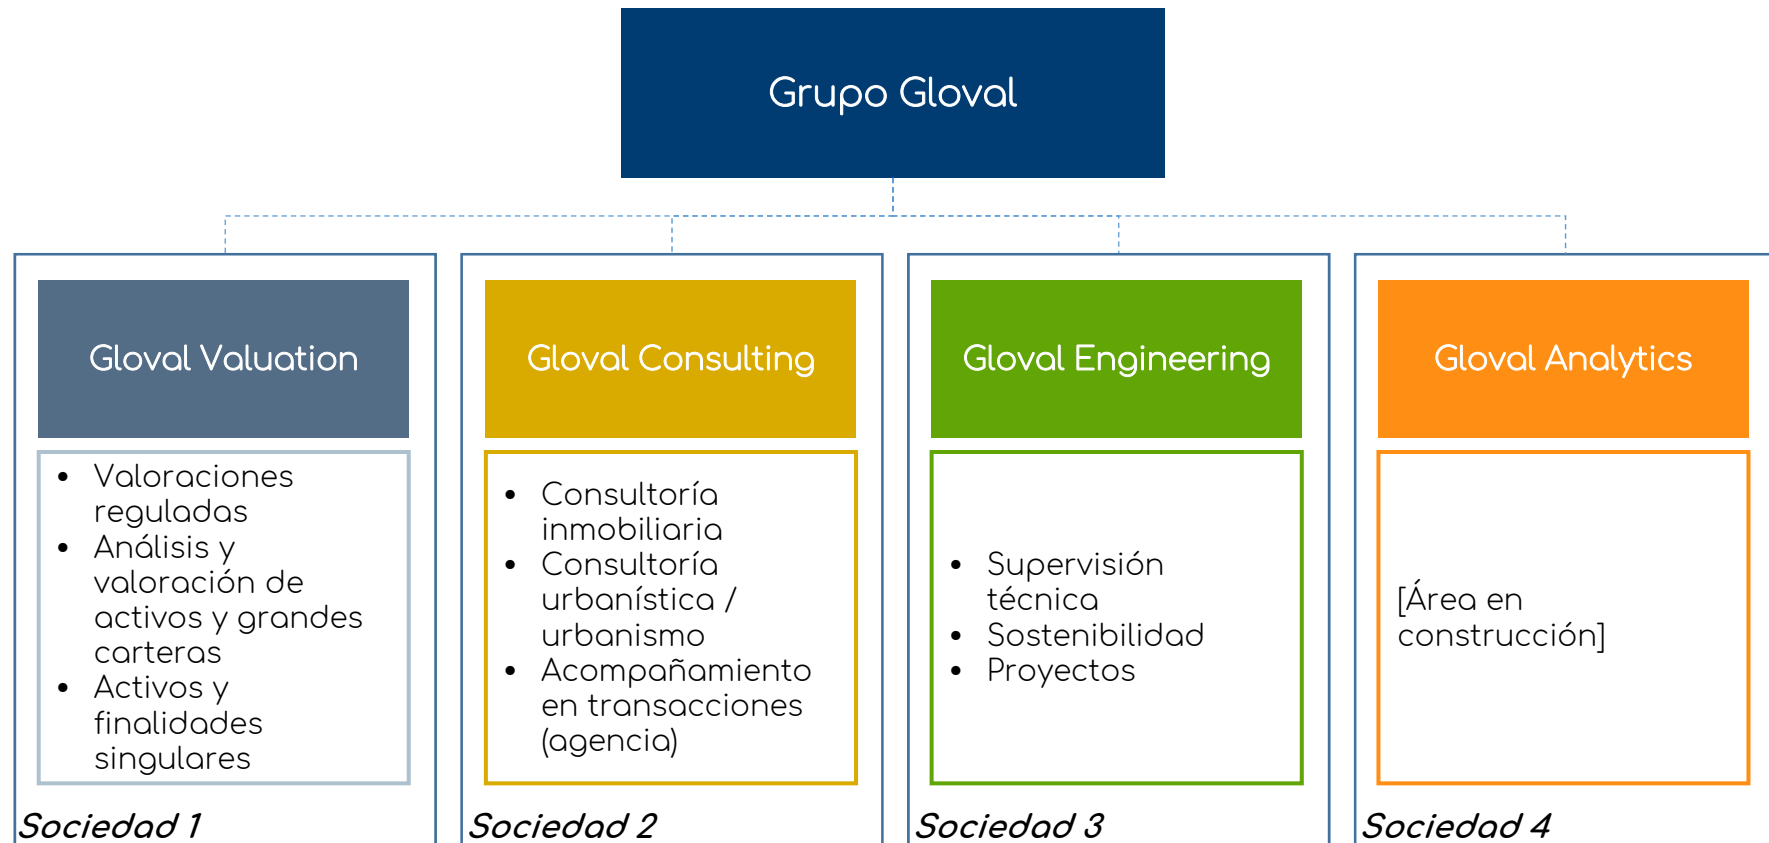 Grupo Gloval
Gloval Valuation
• Valoraciones
reguladas
• Análisis y
valoración de
activos y grandes
carteras
• Activos y
finalidades
singulares
Sociedad 1
Gloval Consulting
• Consultoría
inmobiliaria
• Consultoría
urbanística /
urbanismo
• Acompañamiento
en transacciones
(agencia)
Sociedad 2
Gloval Engineering
• Supervisión
técnica
• Sostenibilidad
• Proyectos
Sociedad 3
Gloval Analytics
[Área en
construcción]
Sociedad 4